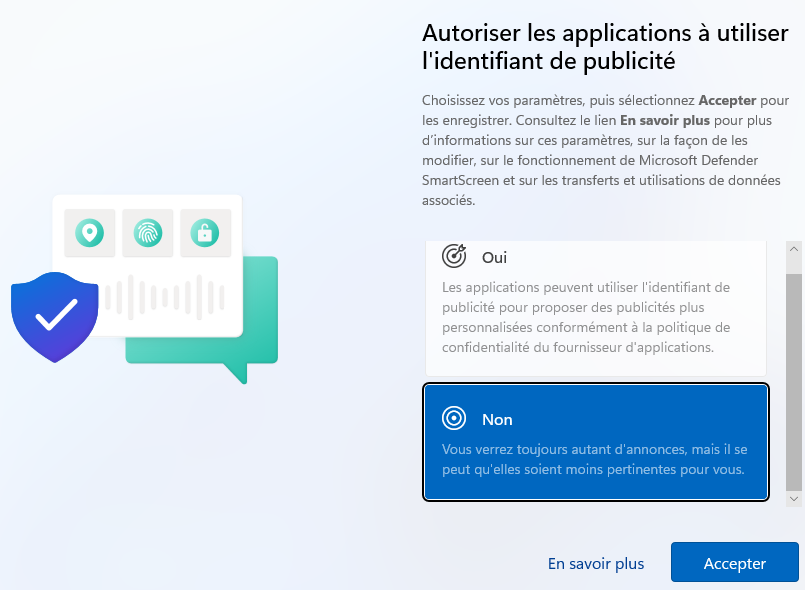 Autoriser les applications à utiliser
l'identifiant de publicité
Choisissez vos paramètres, puis sélectionnez Accepter pour
les enregistrer. Consultez le lien En savoir plus pour plus
d’informations sur ces paramètres, sur la façon de les
modifier, sur le fonctionnement de Microsoft Defender
SmartScreen et sur les transferts et utilisations de données
associés.
Oui
Les applications peuvent utiliser l'identifiant de
publicité pour proposer des publicités plus
personnalisées conformément à la politique de
confidentialité du fournisseur d'applications.
Non
Vous verrez toujours autant d'annonces, mais il se
peut qu'elles soient moins pertinentes pour vous.
En savoir plus
Accepter